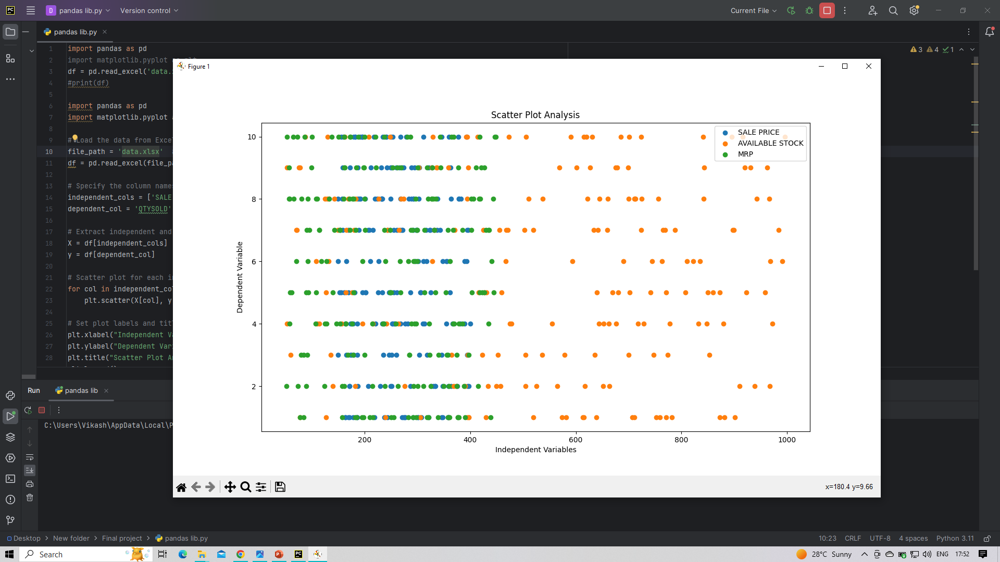 PC D pandas lib.py Version control Current File
pandas lib.py
3 4 1
1 import pandas as pd
2 import matplotlib.pyplot
3 df = pd.read_excel('data.
4 #print(df)
5
6 import pandas as pd
7 import matplotlib.pyplot
8
9 # Load the data from Exce
10 file_path = 'data.xlsx'
11 df = pd.read_excel(file_pa
12
13 # Specify the column names
14 independent_cols = ['SALE
15 dependent_col = 'QTYSOLD'
16
17 # Extract independent and
18 X = df[independent_cols]
19 y = df[dependent_col]
20
21 # Scatter plot for each in
22 for col in independent_col
23 plt.scatter(X[col], y
24
25 # Set plot labels and titl
26 plt.xlabel("Independent Va
27 plt.ylabel("Dependent Vari
28 plt.title("Scatter Plot An
Figure 1
Scatter Plot Analysis
SALE PRICE
AVAILABLE STOCK
MRP
Dependent Variable
10
8
6
4
2
200 400 600 800 1000
Independent Variables
x=180.4 y=9.66
Run pandas lib
C:\Users\Vikash\AppData\Local\P
Desktop New folder Final project pandas lib.py 10:23 CRLF UTF-8 4 spaces Python 3.11
Search 28°C Sunny ENG 17:52